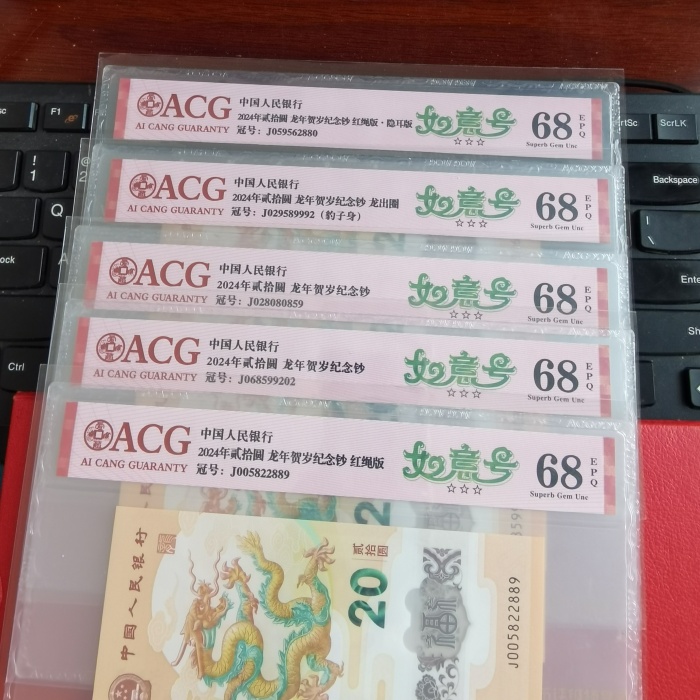 ACG
AI CANG GUARANTY
中国人民银行
2024年贰拾圆 龙年贺岁纪念钞 红绳版·隐耳版
冠号：J059562880
如意号
☆☆☆
68
EPQ
Superb Gem Unc
ACG
AI CANG GUARANTY
中国人民银行
2024年贰拾圆 龙年贺岁纪念钞 龙出圈
冠号：J029589992（豹子身）
如意号
☆☆☆
68
EPQ
Superb Gem Unc
ACG
AI CANG GUARANTY
中国人民银行
2024年贰拾圆 龙年贺岁纪念钞
冠号：J028080859
如意号
☆☆☆
68
EPQ
Superb Gem Unc
ACG
AI CANG GUARANTY
中国人民银行
2024年贰拾圆 龙年贺岁纪念钞
冠号：J068599202
如意号
☆☆☆
68
EPQ
Superb Gem Unc
ACG
AI CANG GUARANTY
中国人民银行
2024年贰拾圆 龙年贺岁纪念钞 红绳版
冠号：J005822889
如意号
☆☆☆
68
EPQ
Superb Gem Unc
中国人民银行
贰拾圆
20
福
J005822889
F1
!
1
@
2
Q
A
Ctrl
ScrLK
Backspace
\
Ente
Sh